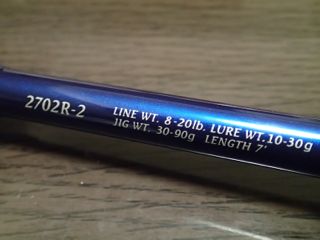 2702R-2
LINE WT. 8-20lb. LURE WT.10-30g
JIG WT. 30-90g LENGTH 7'